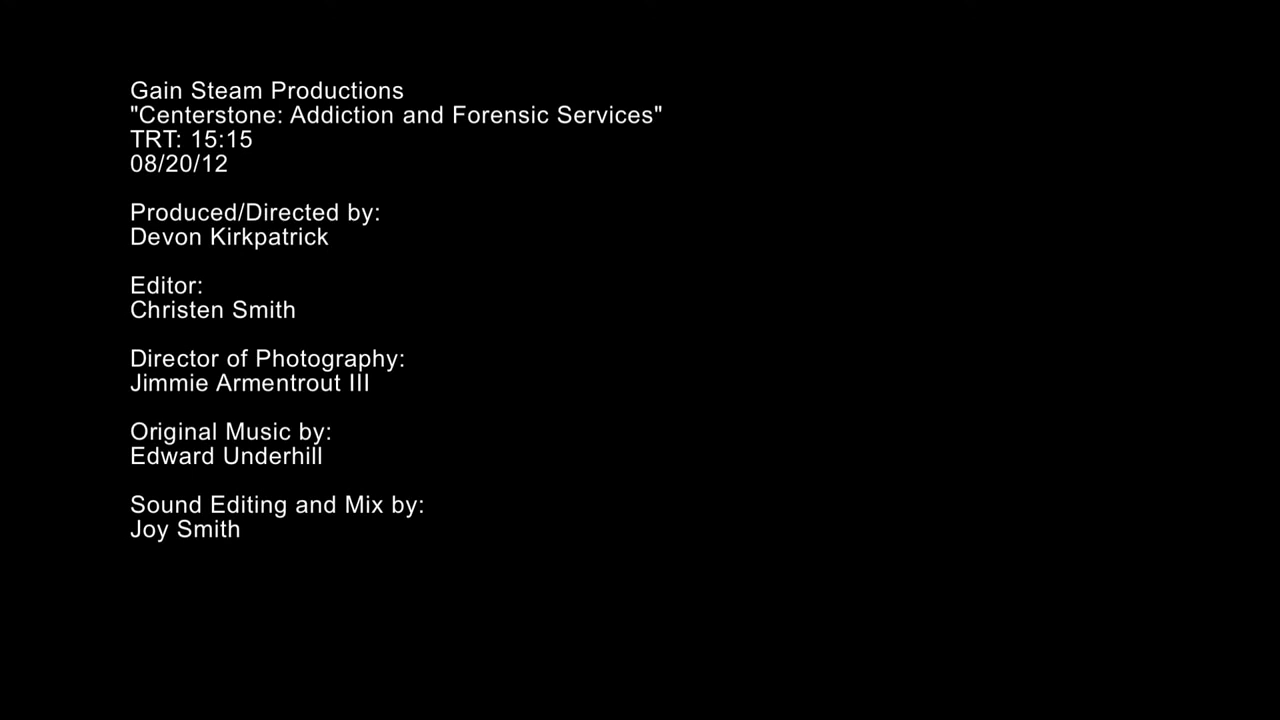 Gain Steam Productions
"Centerstone: Addiction and Forensic Services"
TRT: 15:15
08/20/12
Produced/Directed by:
Devon Kirkpatrick
Editor:
Christen Smith
Director of Photography:
Jimmie Armentrout III
Original Music by:
Edward Underhill
Sound Editing and Mix by:
Joy Smith